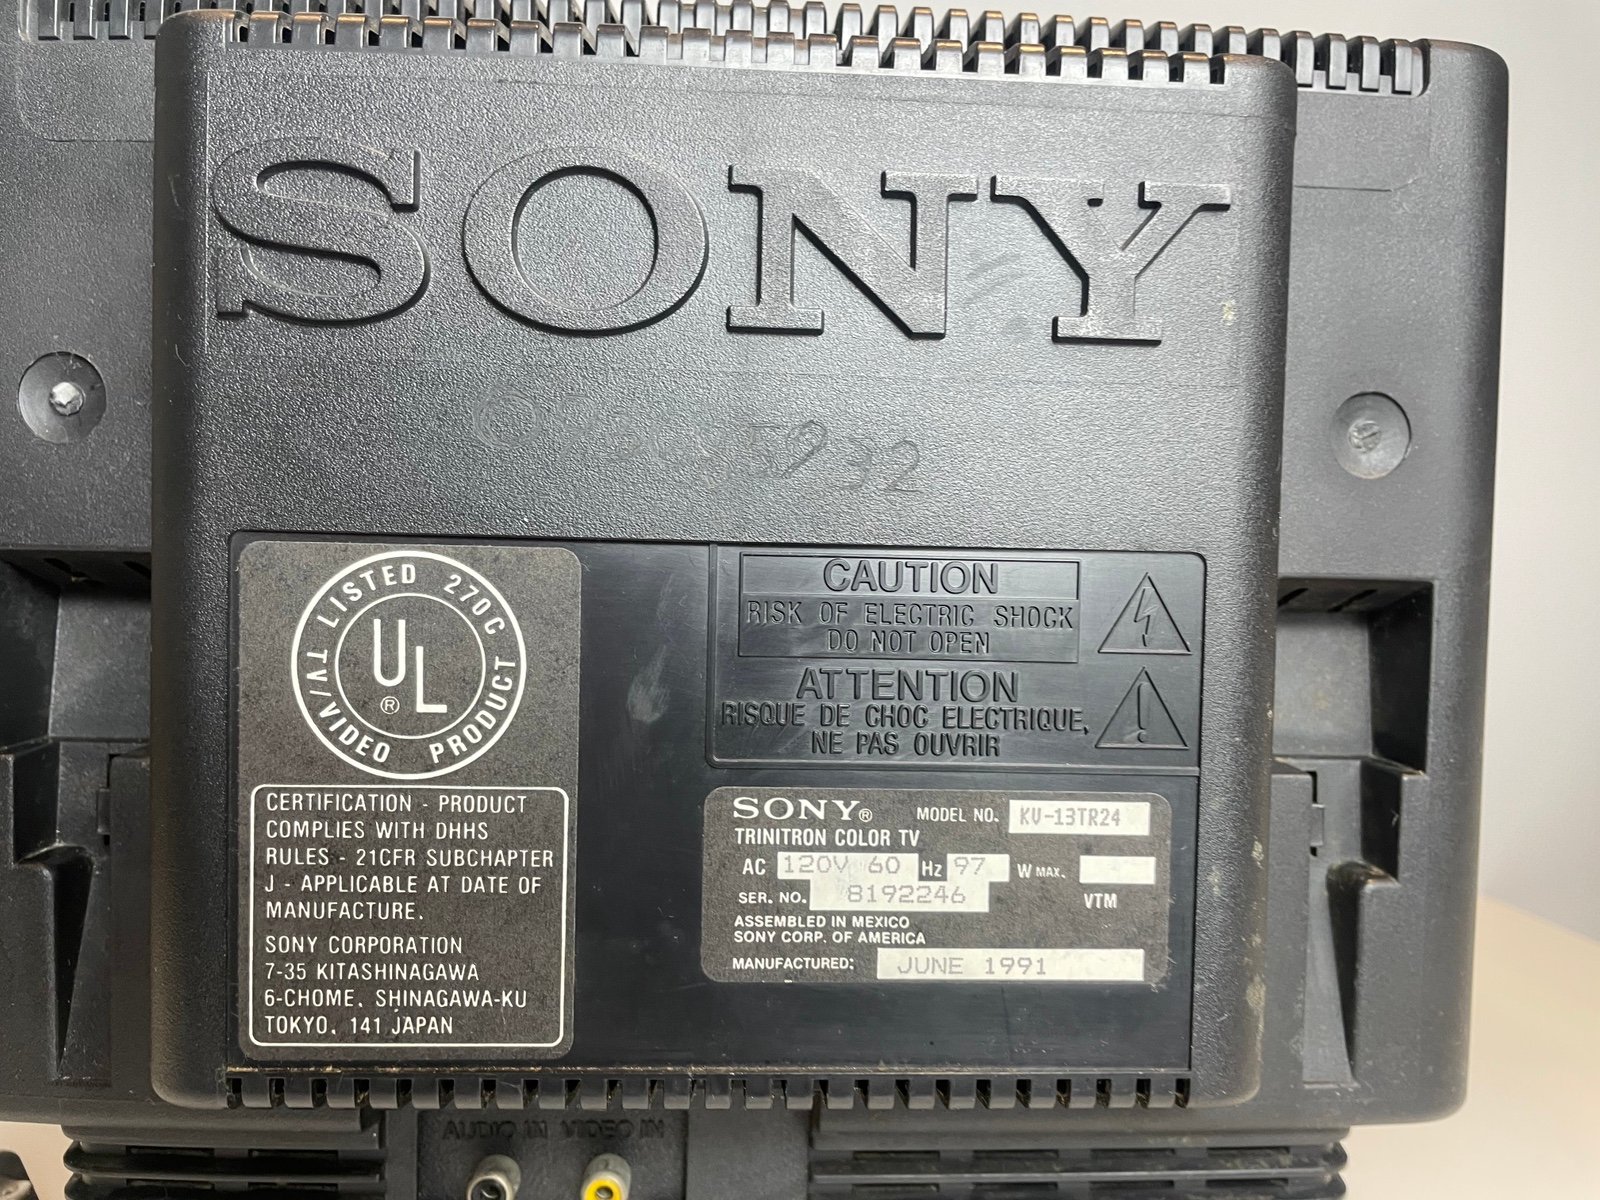 SONY
5932
LISTED 270C
TV/VIDEO PRODUCT
UL
®
CERTIFICATION - PRODUCT
COMPLIES WITH DHHS
RULES - 21CFR SUBCHAPTER
J - APPLICABLE AT DATE OF
MANUFACTURE.
SONY CORPORATION
7-35 KITASHINAGAWA
6-CHOME, SHINAGAWA-KU
TOKYO, 141 JAPAN
CAUTION
RISK OF ELECTRIC SHOCK
DO NOT OPEN
ATTENTION
RISQUE DE CHOC ELECTRIQUE,
NE PAS OUVRIR
SONY® MODEL NO. KV-13TR24
TRINITRON COLOR TV
AC 120V 60 Hz 97 W MAX.
SER. NO. 8192246 VTM
ASSEMBLED IN MEXICO
SONY CORP. OF AMERICA
MANUFACTURED: JUNE 1991
AUDIO IN VIDEO IN